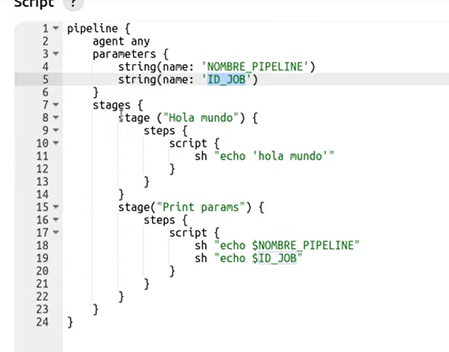 Script ?
1 pipeline {
2 agent any
3 parameters {
4 string(name: 'NOMBRE_PIPELINE')
5 string(name: 'ID_JOB')
6 }
7 stages {
8 stage ("Hola mundo") {
9 steps {
10 script {
11 sh "echo 'hola mundo'"
12 }
13 }
14 }
15 stage("Print params") {
16 steps {
17 script {
18 sh "echo $NOMBRE_PIPELINE"
19 sh "echo $ID_JOB"
20 }
21 }
22 }
23 }
24 }